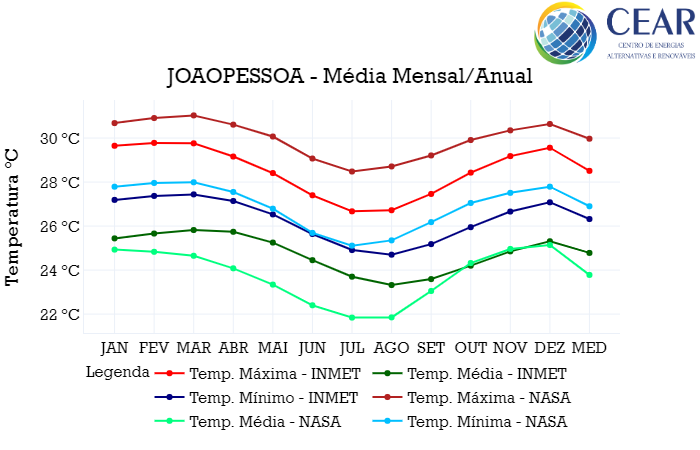 CEAR
CENTRO DE ENERGIAS
ALTERNATIVAS E RENOVÁVEIS
JOAOPESSOA - Média Mensal/Anual
Temperatura °C
30 °C
28 °C
26 °C
24 °C
22 °C
JAN FEV MAR ABR MAI JUN JUL AGO SET OUT NOV DEZ MED
Legenda
Temp. Máxima - INMET Temp. Média - INMET
Temp. Mínimo - INMET Temp. Máxima - NASA
Temp. Média - NASA Temp. Mínima - NASA